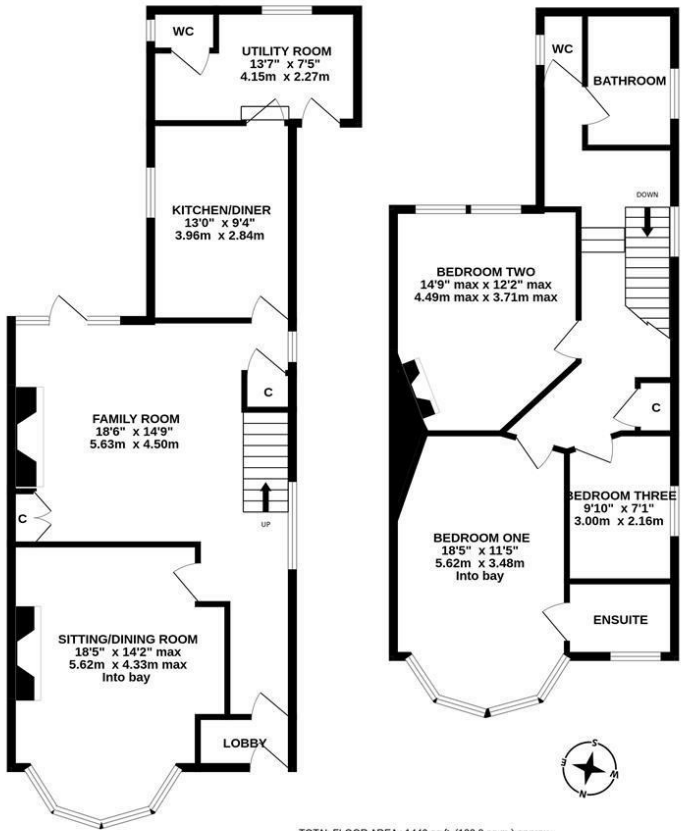 WC
UTILITY ROOM
13'7" x 7'5"
4.15m x 2.27m
KITCHEN/DINER
13'0" x 9'4"
3.96m x 2.84m
C
FAMILY ROOM
18'6" x 14'9"
5.63m x 4.50m
C
UP
SITTING/DINING ROOM
18'5" x 14'2" max
5.62m x 4.33m max
Into bay
LOBBY
WC
BATHROOM
DOWN
BEDROOM TWO
14'9" max x 12'2" max
4.49m max x 3.71m max
C
BEDROOM THREE
9'10" x 7'1"
3.00m x 2.16m
BEDROOM ONE
18'5" x 11'5"
5.62m x 3.48m
Into bay
ENSUITE
S
E
W
N
TOTAL FLOOR AREA: